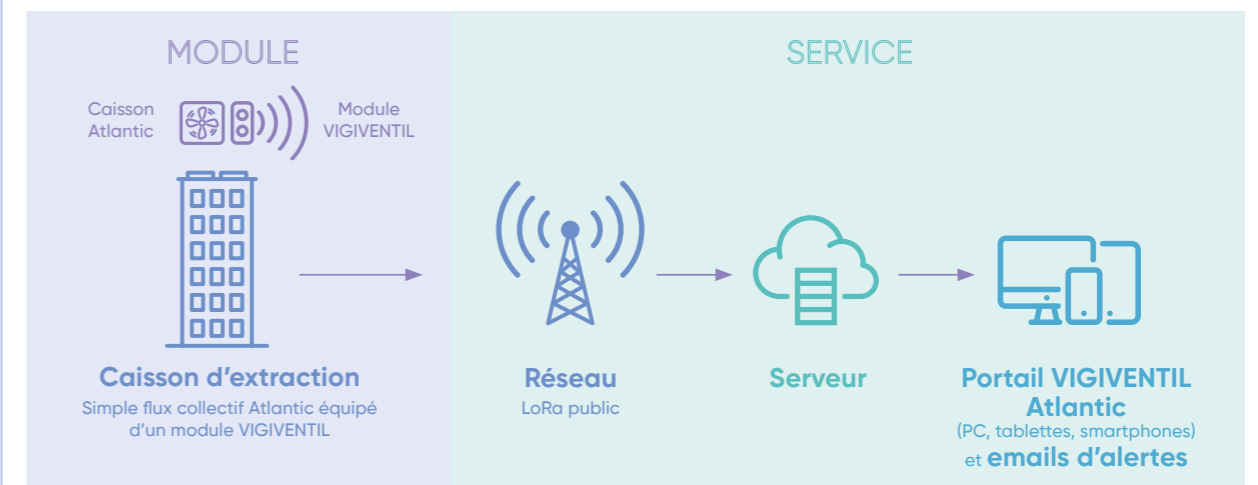 MODULE
Caisson
Atlantic
Module
VIGIVENTIL
Caisson d'extraction
Simple flux collectif Atlantic équipé
d'un module VIGIVENTIL
SERVICE
Réseau
LoRa public
Serveur
Portail VIGIVENTIL
Atlantic
(PC, tablettes, smartphones)
et emails d'alertes